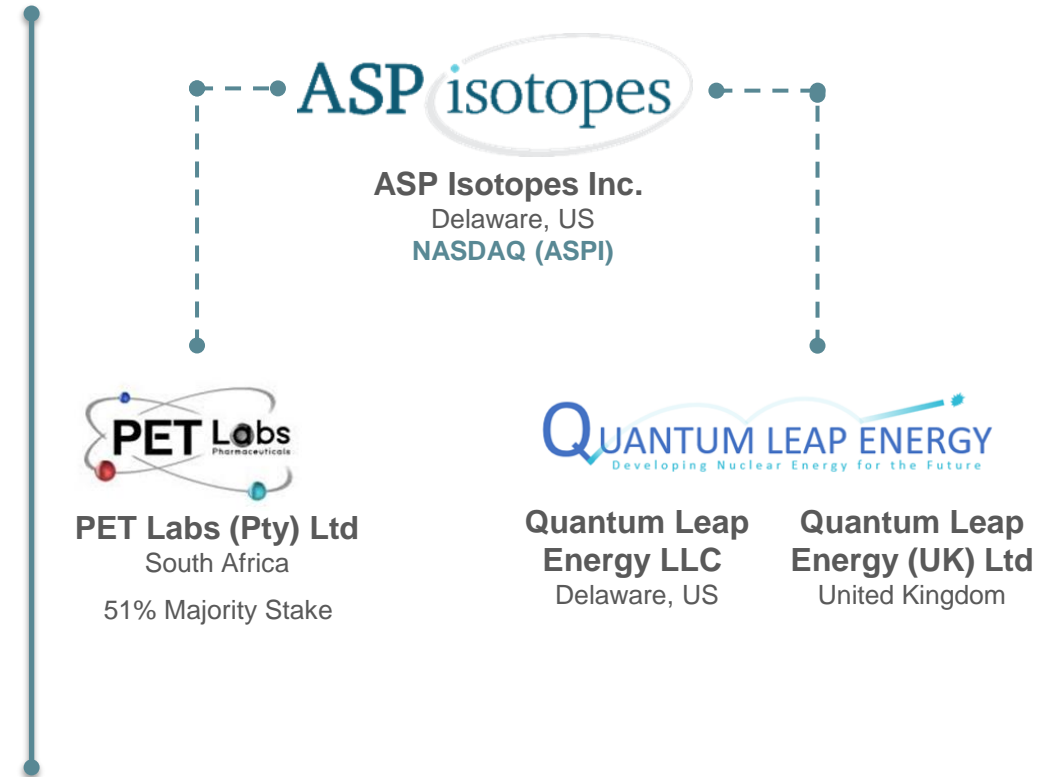 ASP isotopes
ASP Isotopes Inc.
Delaware, US
NASDAQ (ASPI)
PET Labs
Pharmaceuticals
PET Labs (Pty) Ltd
South Africa
51% Majority Stake
QUANTUM LEAP ENERGY
Developing Nuclear Energy for the Future
Quantum Leap
Energy LLC
Delaware, US
Quantum Leap
Energy (UK) Ltd
United Kingdom